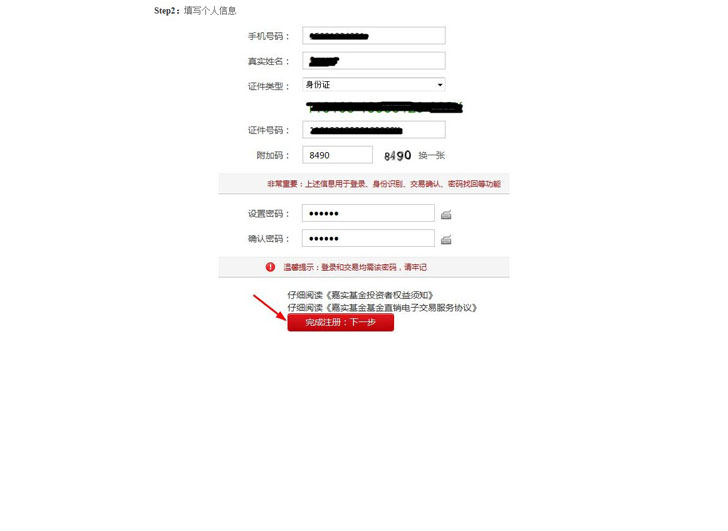 Step2：填写个人信息
手机号码：
真实姓名：
证件类型： 身份证
证件号码：
附加码： 8490 8490 换一张
非常重要：上述信息用于登录、身份识别、交易确认、密码找回等功能
设置密码： ●●●●●●
确认密码： ●●●●●●
温馨提示：登录和交易均需该密码，请牢记
仔细阅读《嘉实基金投资者权益须知》
仔细阅读《嘉实基金基金直销电子交易服务协议》
完成注册：下一步